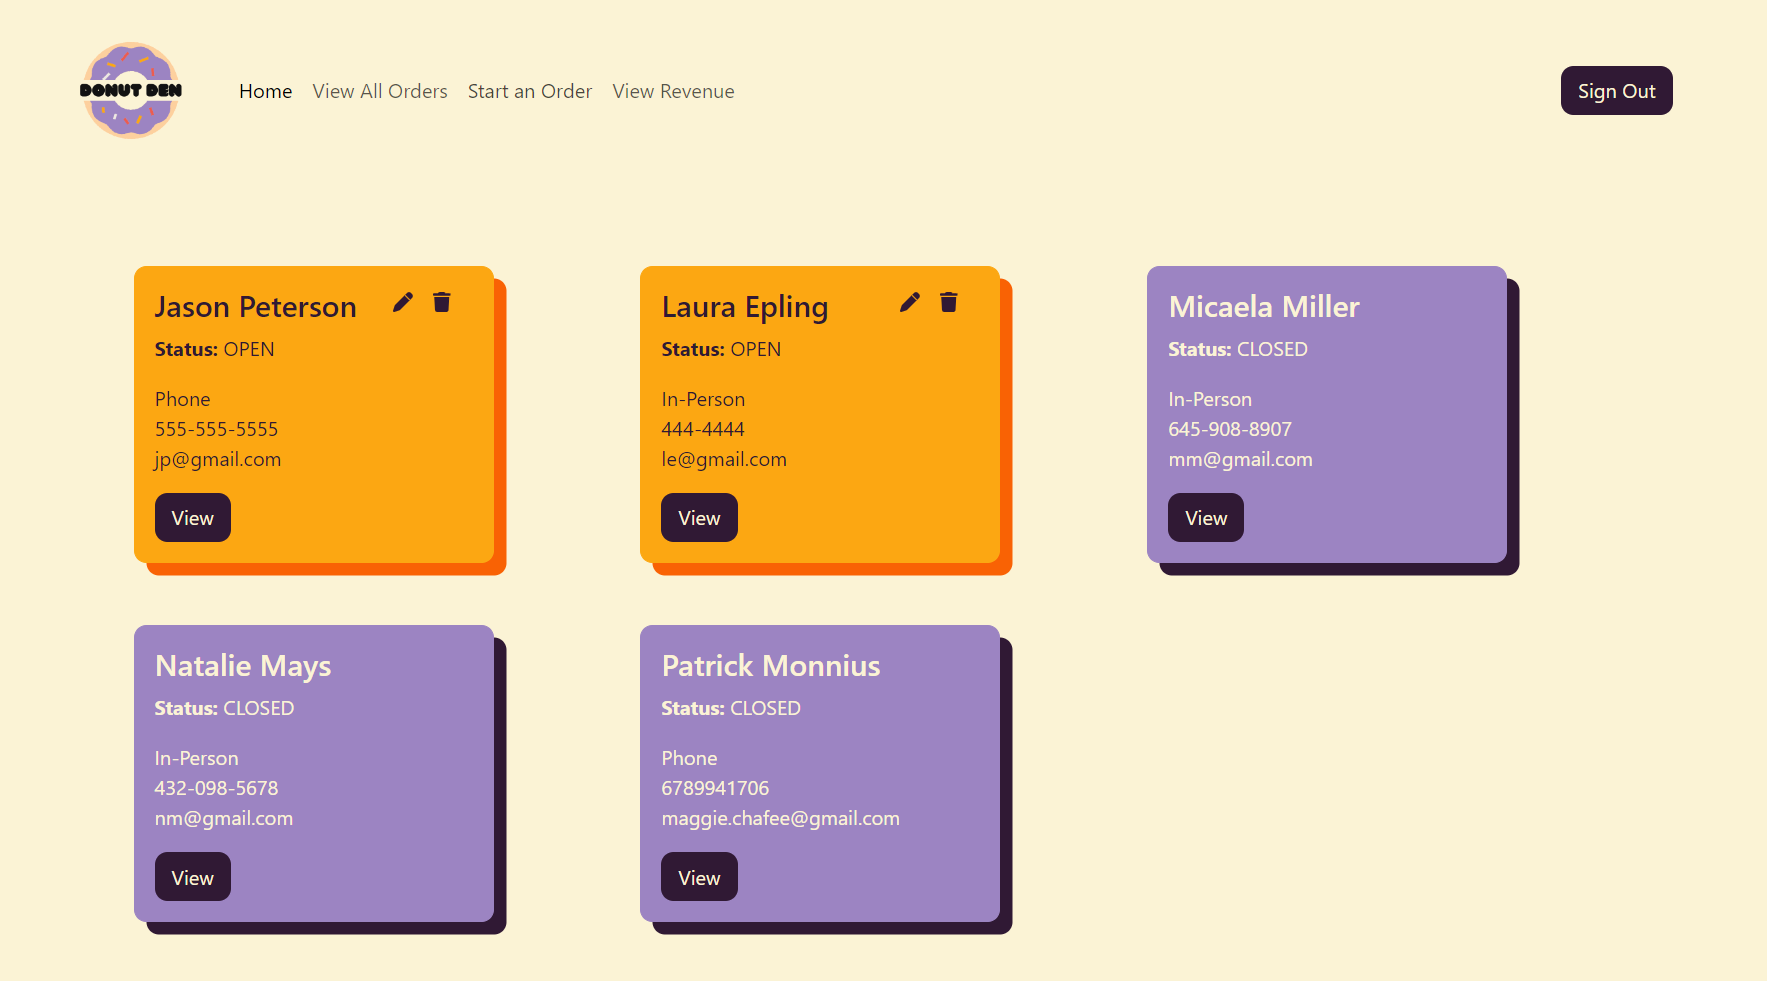 DONUT DEN
Home View All Orders Start an Order View Revenue
Sign Out
Jason Peterson
Status: OPEN
Phone
555-555-5555
jp@gmail.com
View
Laura Epling
Status: OPEN
In-Person
444-4444
le@gmail.com
View
Micaela Miller
Status: CLOSED
In-Person
645-908-8907
mm@gmail.com
View
Natalie Mays
Status: CLOSED
In-Person
432-098-5678
nm@gmail.com
View
Patrick Monnius
Status: CLOSED
Phone
6789941706
maggie.chafee@gmail.com
View